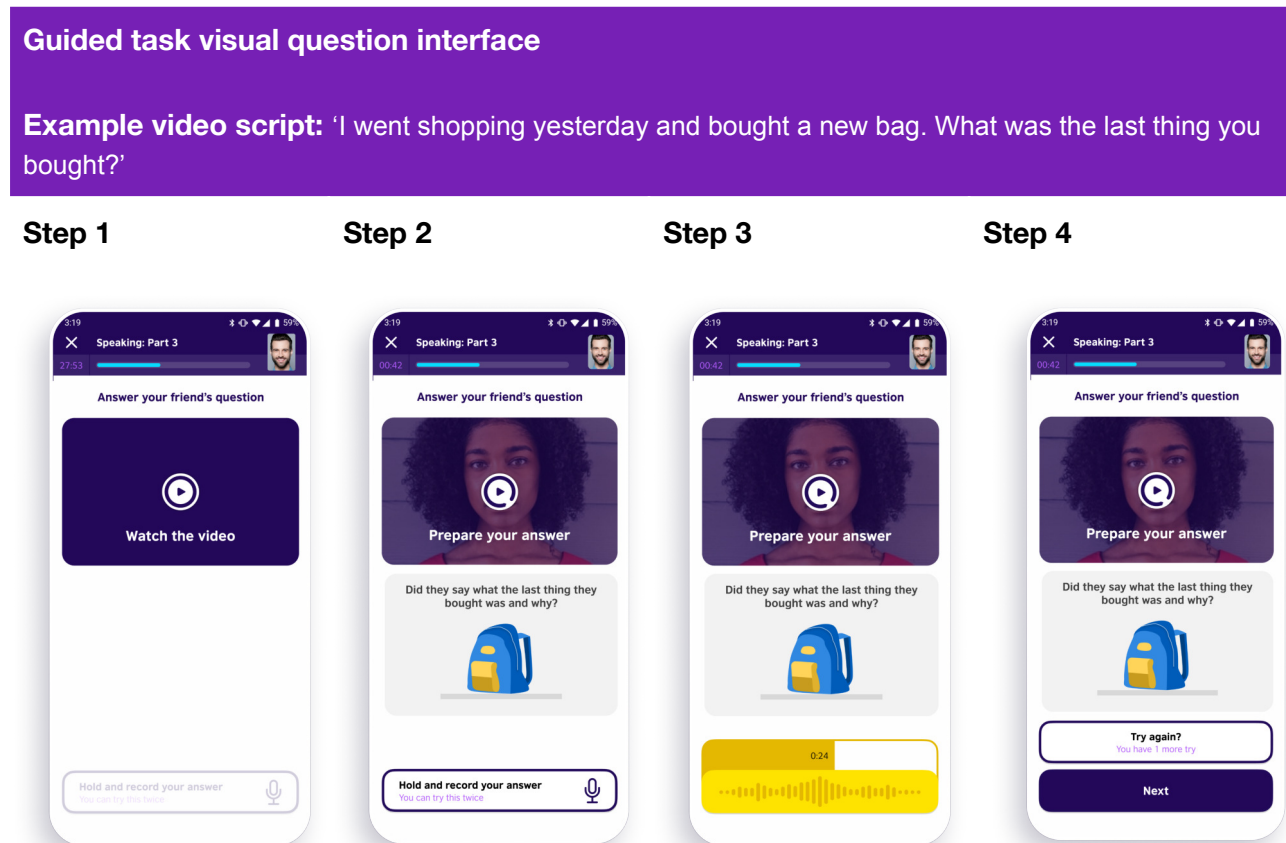 Guided task visual question interface
Example video script: ‘I went shopping yesterday and bought a new bag. What was the last thing you
bought?’
Step 1
Step 2
Step 3
Step 4
3:19
59%
Speaking: Part 3
27:53
Answer your friend's question
Watch the video
Hold and record your answer
You can try this twice
3:19
59%
Speaking: Part 3
00:42
Answer your friend's question
Prepare your answer
Did they say what the last thing they
bought was and why?
Hold and record your answer
You can try this twice
3:19
59%
Speaking: Part 3
00:42
Answer your friend's question
Prepare your answer
Did they say what the last thing they
bought was and why?
0:24
3:19
59%
Speaking: Part 3
00:42
Answer your friend's question
Prepare your answer
Did they say what the last thing they
bought was and why?
Try again?
You have 1 more try
Next